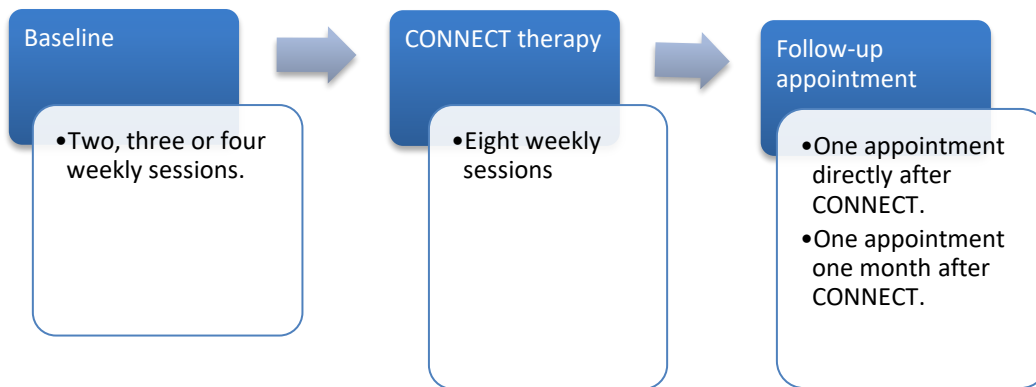 Baseline
•Two, three or four
weekly sessions.
CONNECT therapy
•Eight weekly
sessions
Follow-up
appointment
•One appointment
directly after
CONNECT.
•One appointment
one month after
CONNECT.